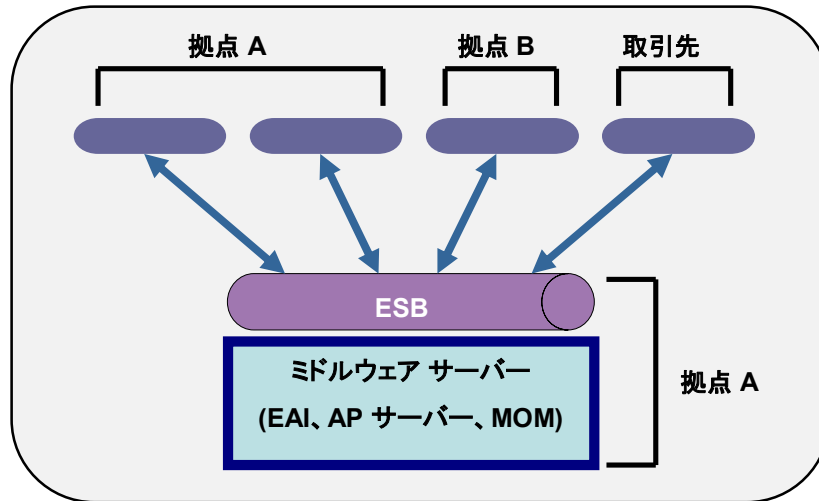 拠点 A
拠点 B
取引先
ESB
ミドルウェア サーバー
(EAI、AP サーバー、MOM)
拠点 A